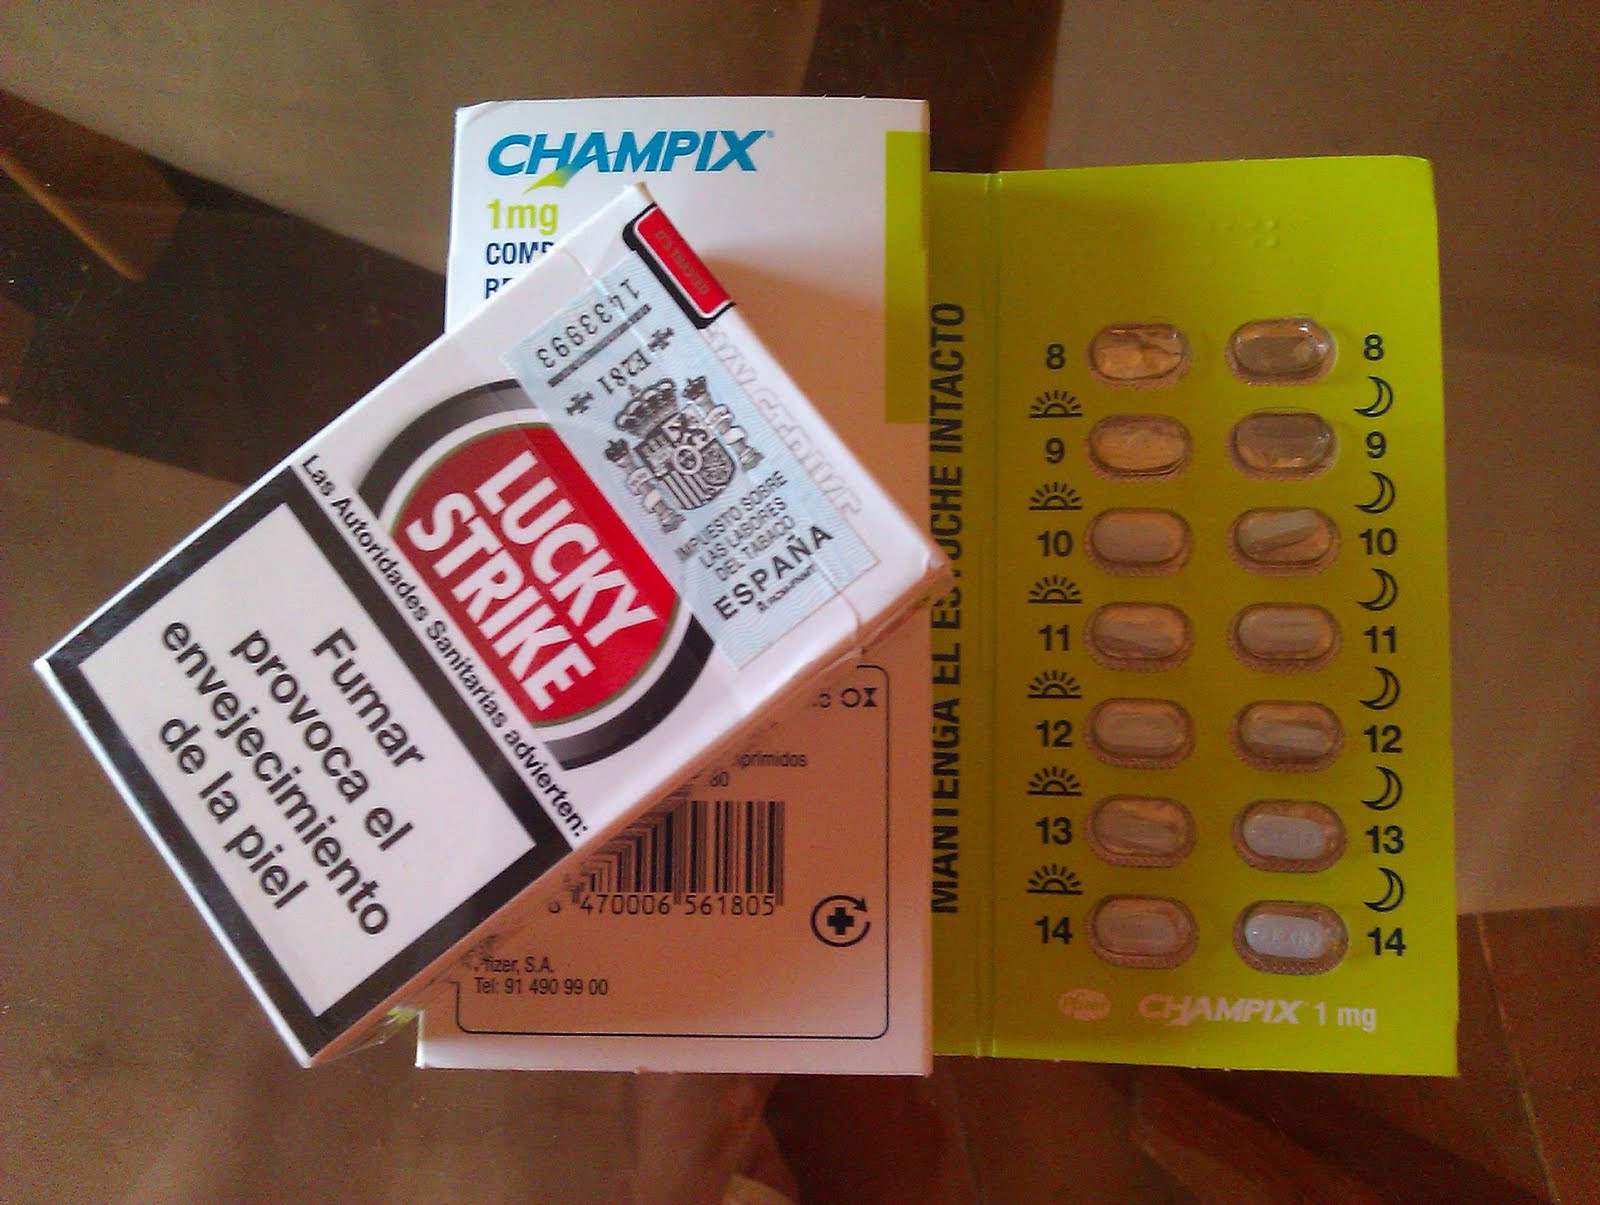 CHAMPIX
1mg
Las Autoridades Sanitarias advierten:
Fumar
provoca el
envejecimiento
de la piel
LUCKY
STRIKE
1433993
E281
IMPUESTO SOBRE
LAS LABORES
DEL TABACO
ESPAÑA
470006 561805
Pfizer, S.A.
Tel: 91 490 99 00
MANTENGA EL ESTUCHE INTACTO
8 8
9 9
10 10
11 11
12 12
13 13
14 14
CHAMPIX 1 mg